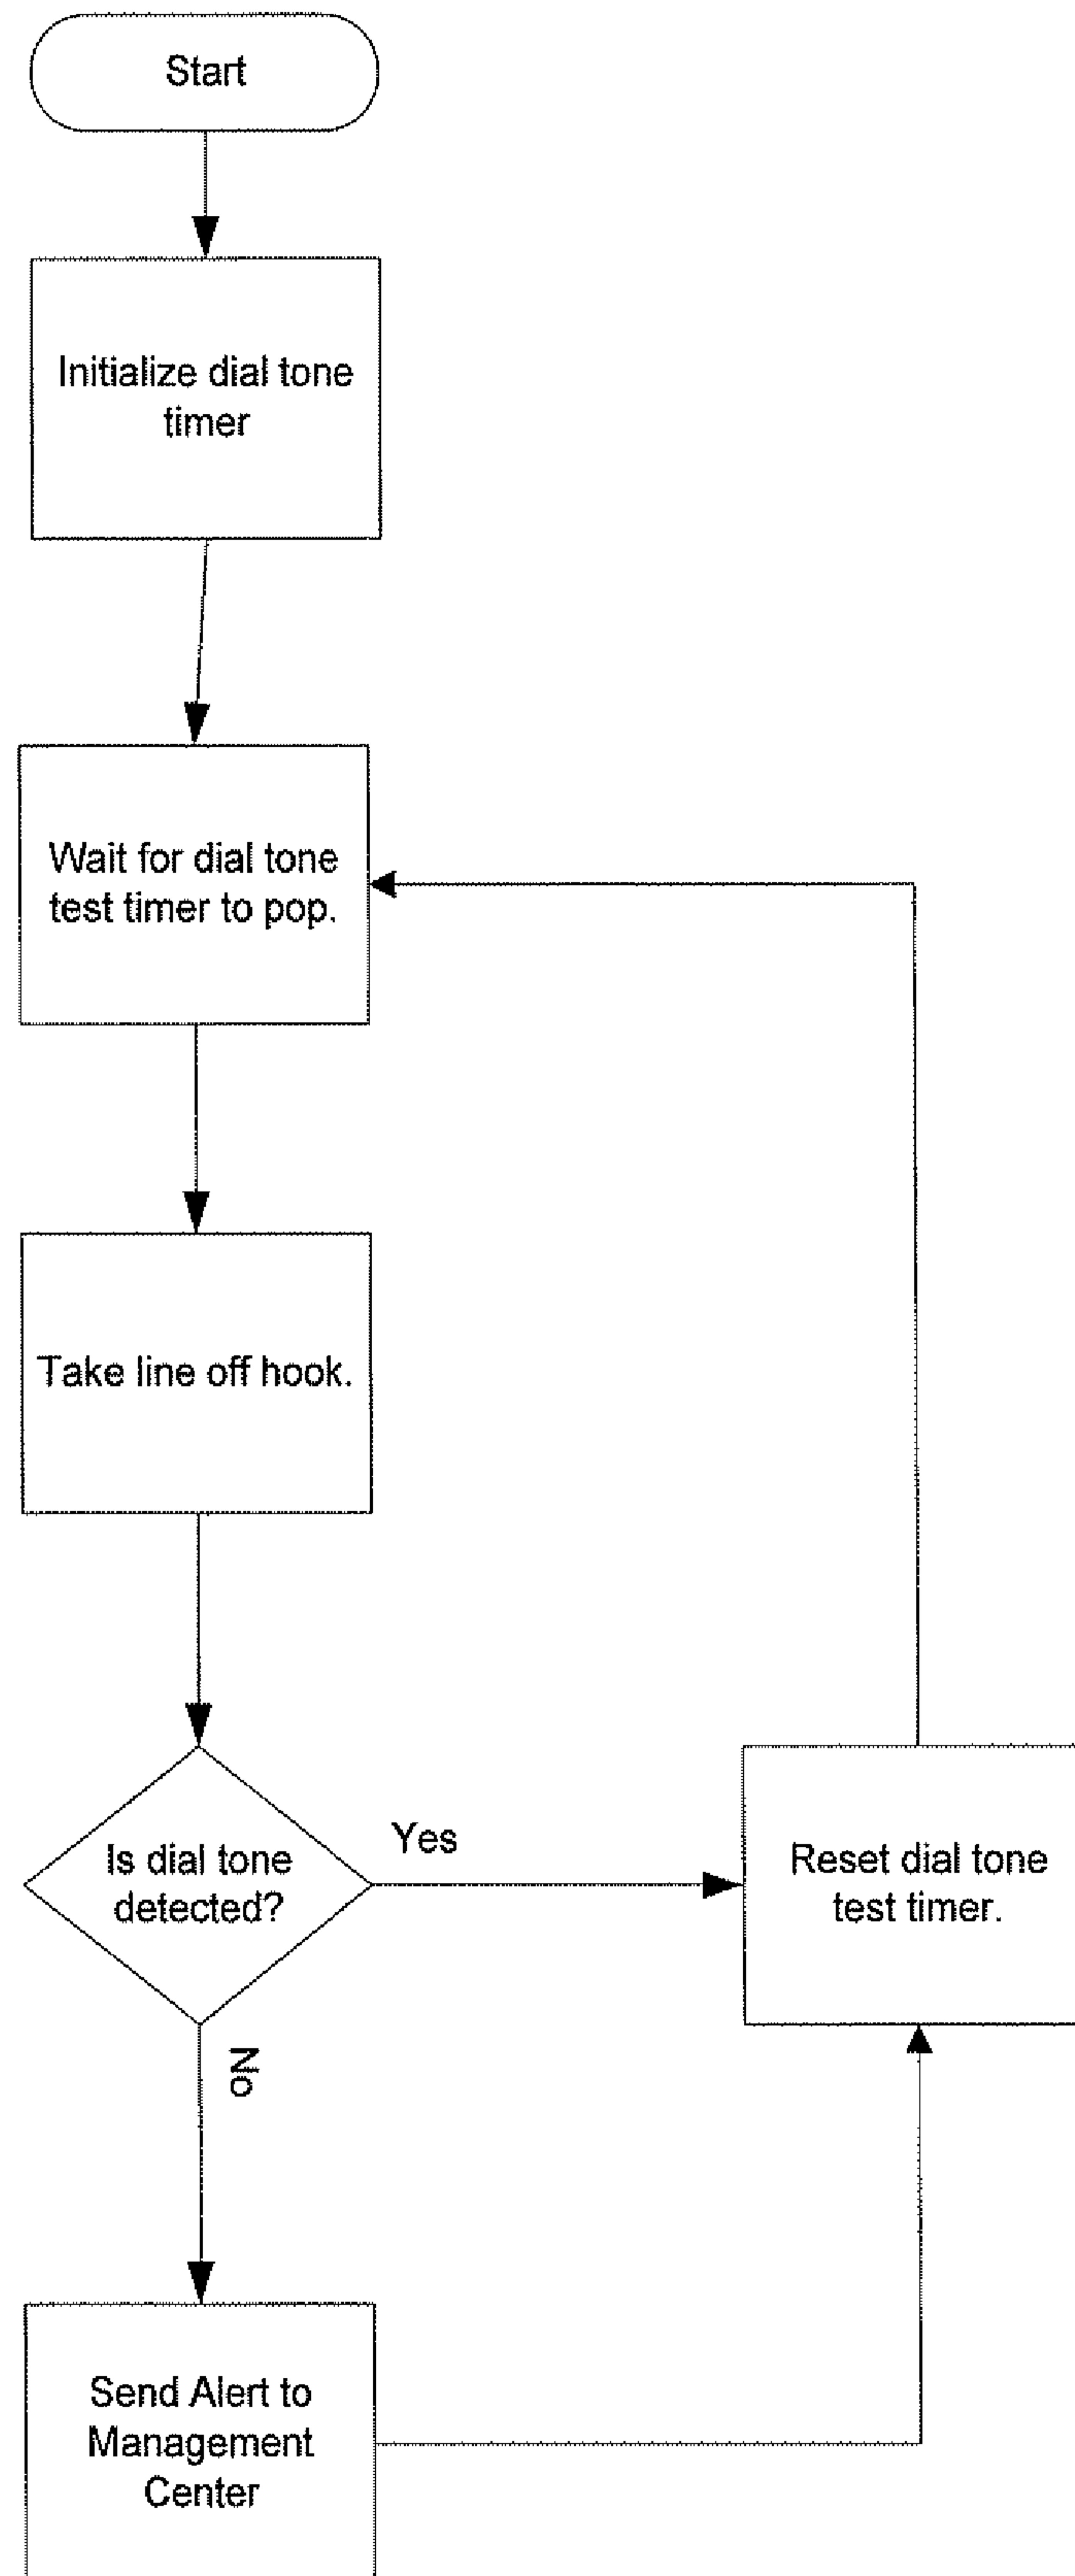 Start
Initialize dial tone
timer
Wait for dial tone
test timer to pop.
Take line off hook.
Is dial tone
detected?
Yes
Reset dial tone
test timer.
No
Send Alert to
Management
Center